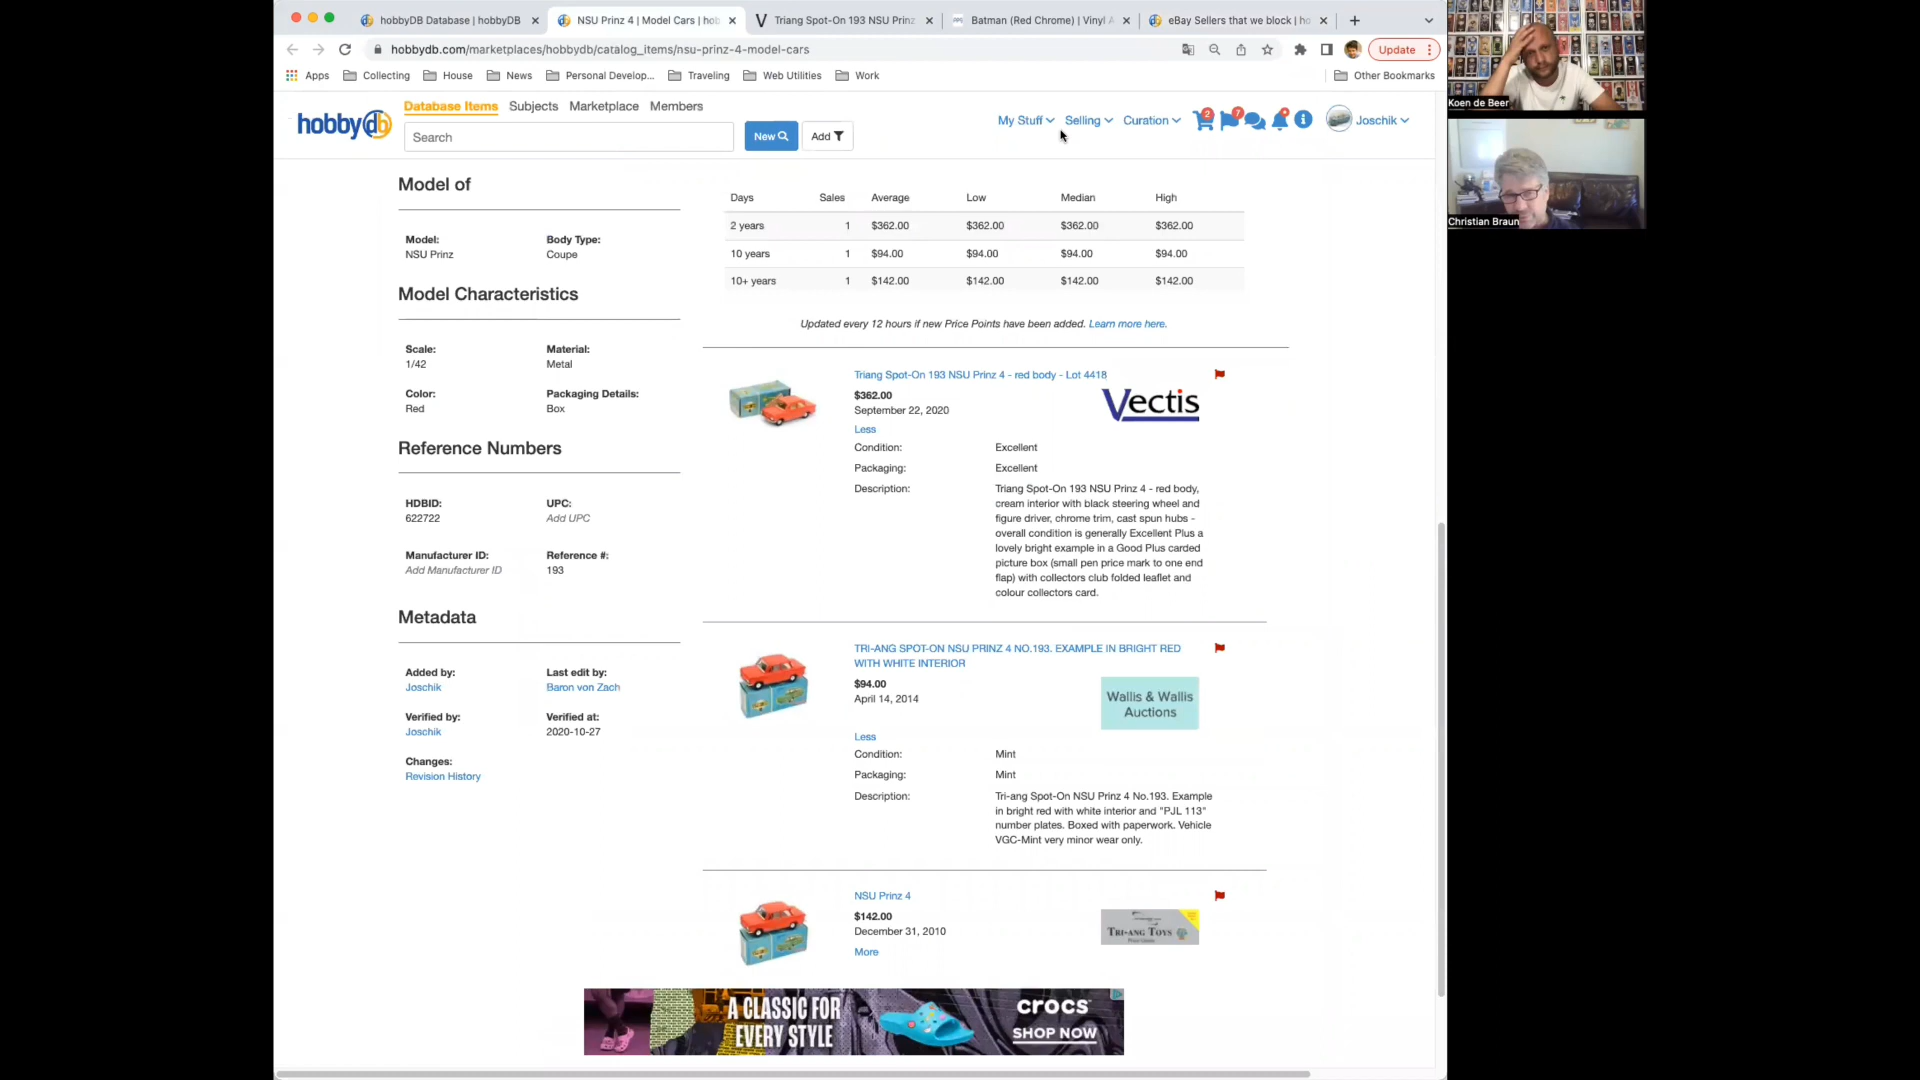 hobbyDB Database | hobbyDB
NSU Prinz 4 | Model Cars | hob
Triang Spot-On 193 NSU Prinz
Batman (Red Chrome) | Vinyl A
eBay Sellers that we block | ho
hobbydb.com/marketplaces/hobbydb/catalog_items/nsu-prinz-4-model-cars
Update
Apps
Collecting
House
News
Personal Develop...
Traveling
Web Utilities
Work
Other Bookmarks
Koen de Beer
Christian Braun
hobbydb
Database Items
Subjects
Marketplace
Members
Search
New
Add
My Stuff
Selling
Curation
2
7
Joschik
Model of
Model:
NSU Prinz
Body Type:
Coupe
Model Characteristics
Scale:
1/42
Material:
Metal
Color:
Red
Packaging Details:
Box
Reference Numbers
HDBID:
622722
UPC:
Add UPC
Manufacturer ID:
Add Manufacturer ID
Reference #:
193
Metadata
Added by:
Joschik
Last edit by:
Baron von Zach
Verified by:
Joschik
Verified at:
2020-10-27
Changes:
Revision History
Days Sales Average Low Median High
2 years 1 $362.00 $362.00 $362.00 $362.00
10 years 1 $94.00 $94.00 $94.00 $94.00
10+ years 1 $142.00 $142.00 $142.00 $142.00
Updated every 12 hours if new Price Points have been added. Learn more here.
Triang Spot-On 193 NSU Prinz 4 - red body - Lot 4418
$362.00
September 22, 2020
Less
Vectis
Condition: Excellent
Packaging: Excellent
Description: Triang Spot-On 193 NSU Prinz 4 - red body,
cream interior with black steering wheel and
figure driver, chrome trim, cast spun hubs -
overall condition is generally Excellent Plus a
lovely bright example in a Good Plus carded
picture box (small pen price mark to one end
flap) with collectors club folded leaflet and
colour collectors card.
TRI-ANG SPOT-ON NSU PRINZ 4 NO.193. EXAMPLE IN BRIGHT RED
WITH WHITE INTERIOR
$94.00
April 14, 2014
Wallis & Wallis
Auctions
Less
Condition: Mint
Packaging: Mint
Description: Tri-ang Spot-On NSU Prinz 4 No.193. Example
in bright red with white interior and "PJL 113"
number plates. Boxed with paperwork. Vehicle
VGC-Mint very minor wear only.
NSU Prinz 4
$142.00
December 31, 2010
More
TRI-ANG TOYS
A CLASSIC FOR
EVERY STYLE
crocs
SHOP NOW